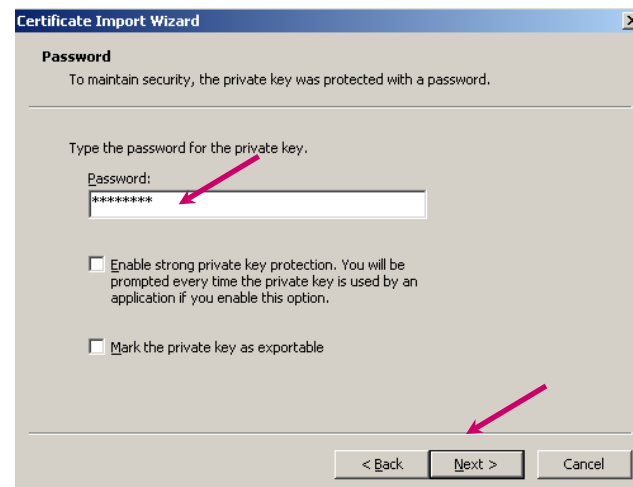 Certificate Import Wizard
Password
To maintain security, the private key was protected with a password.
Type the password for the private key.
Password:
********
Enable strong private key protection. You will be
prompted every time the private key is used by an
application if you enable this option.
Mark the private key as exportable
< Back Next > Cancel